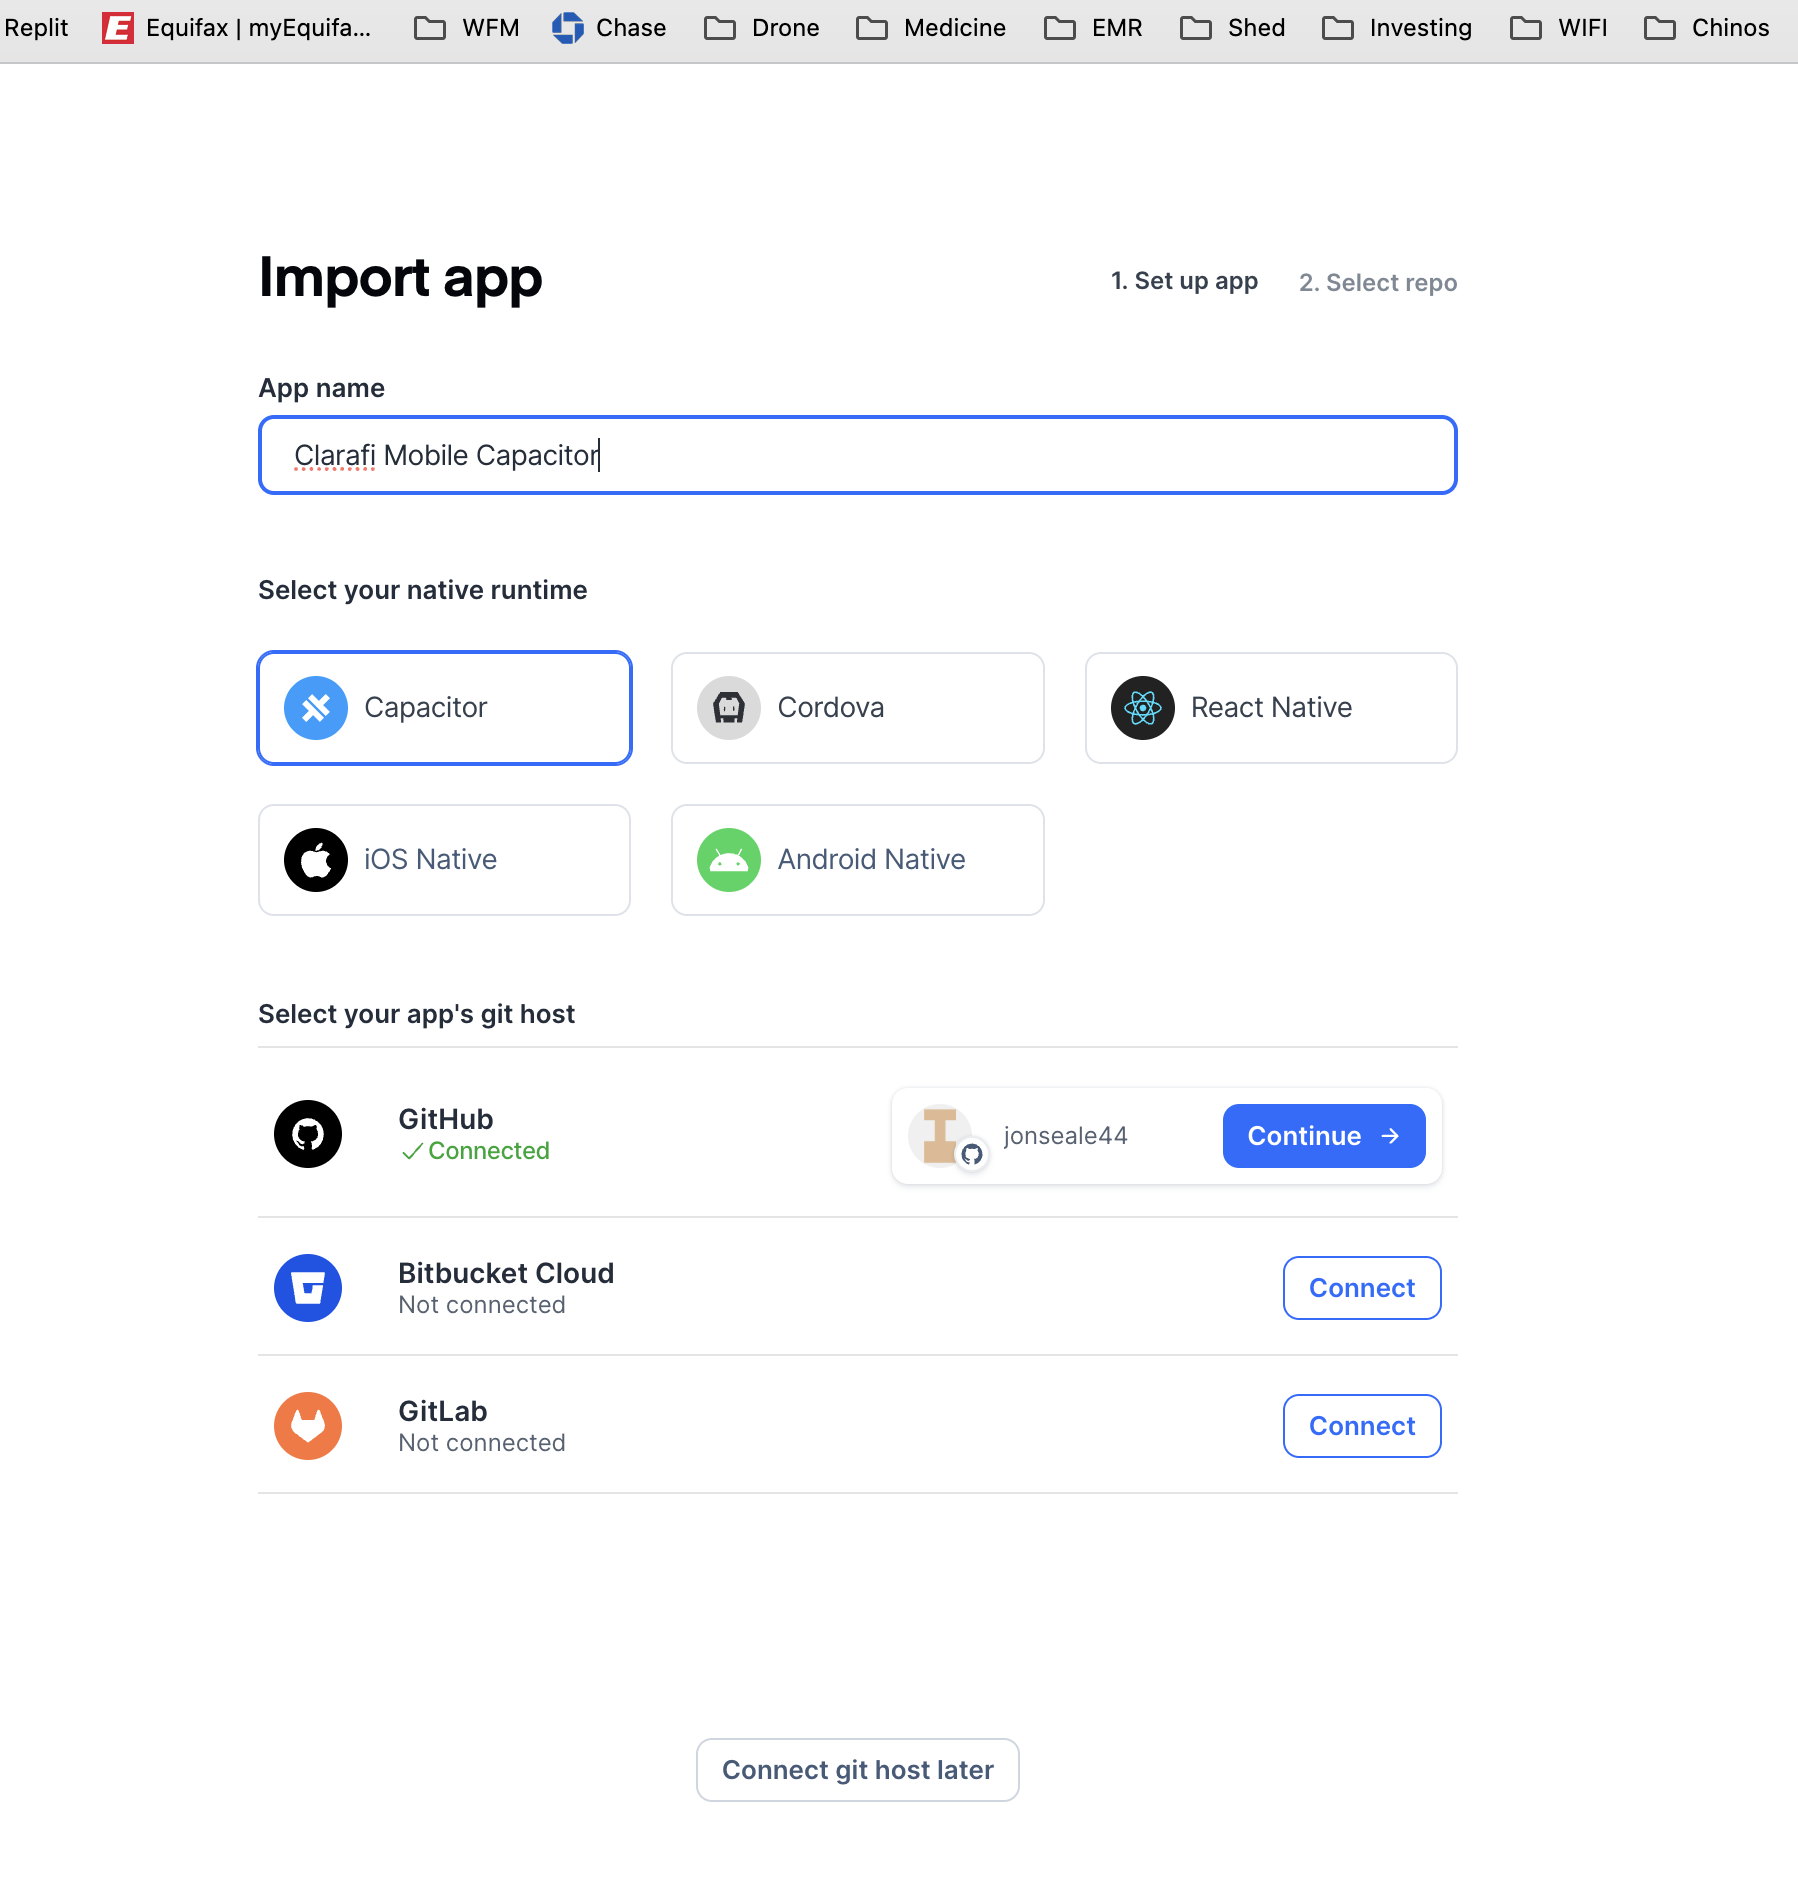 Replit Equifax | myEquifa... WFM Chase Drone Medicine EMR Shed Investing WIFI Chinos
Import app
1. Set up app 2. Select repo
App name
Clarafi Mobile Capacitor
Select your native runtime
Capacitor Cordova React Native
iOS Native Android Native
Select your app's git host
GitHub
Connected
jonseale44 Continue →
Bitbucket Cloud
Not connected
Connect
GitLab
Not connected
Connect
Connect git host later